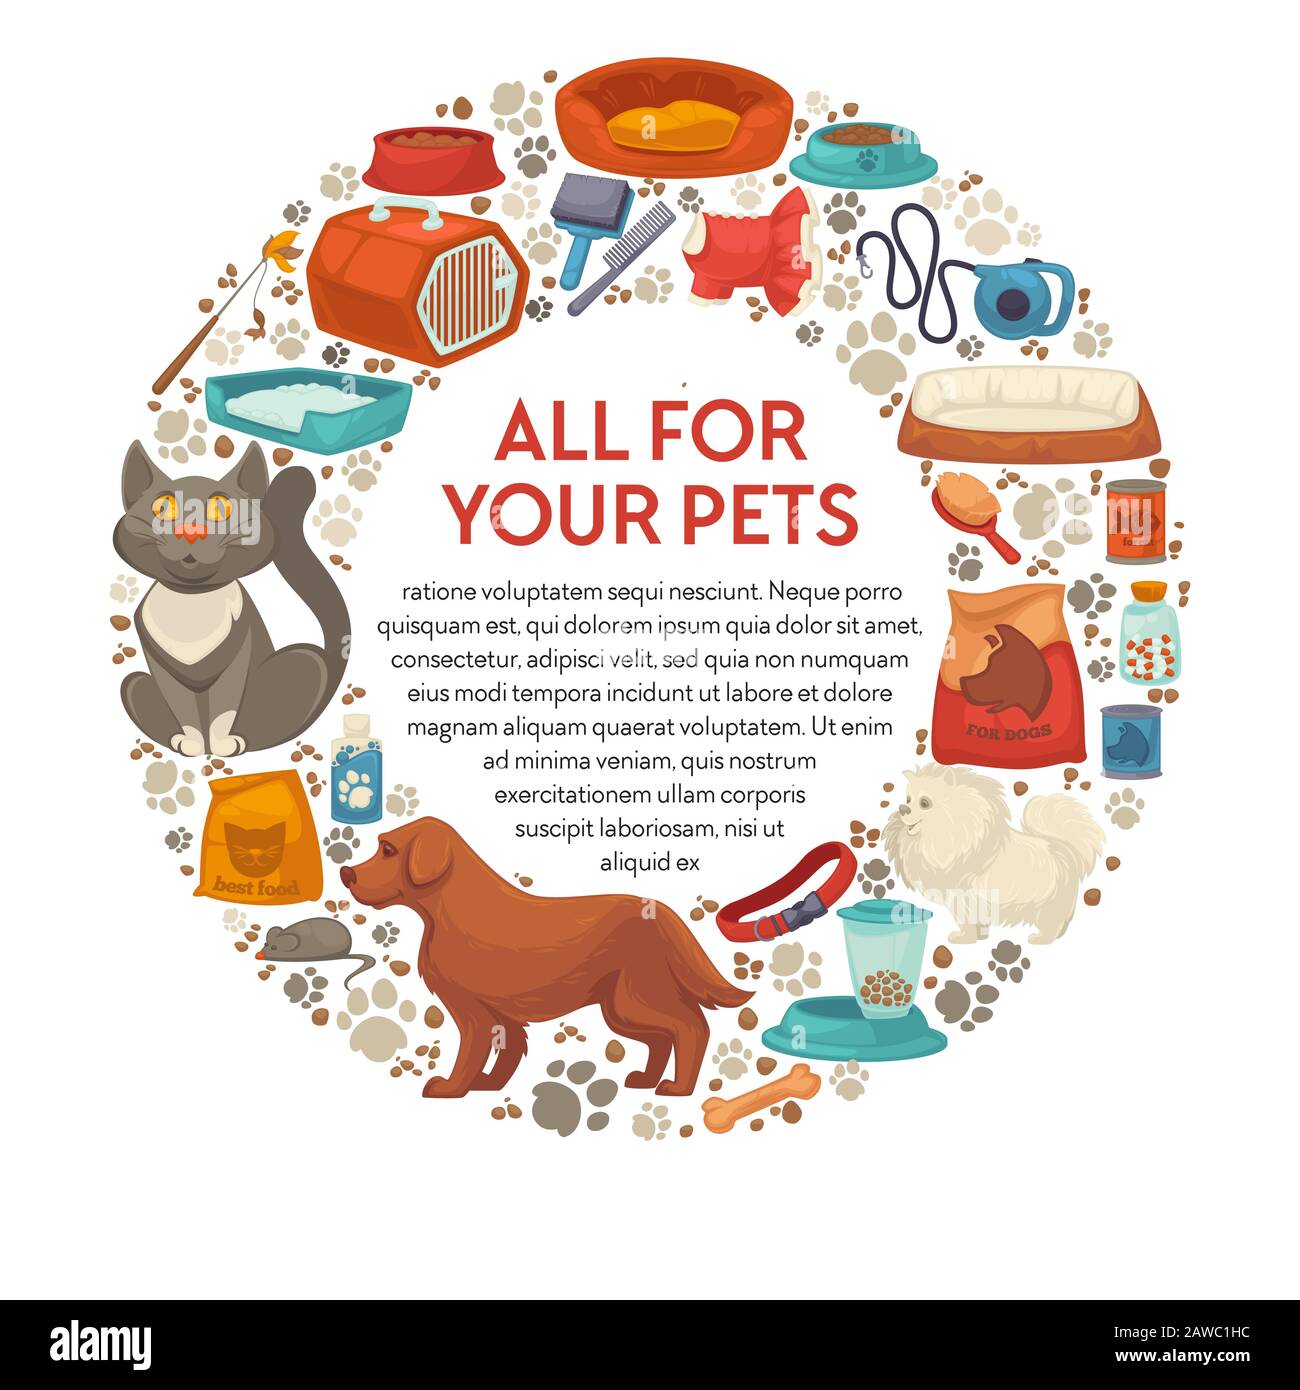 ALL FOR
YOUR PETS
ratione voluptatem sequi nesciunt. Neque porro
quisquam est, qui dolorem ipsum quia dolor sit amet,
consectetur, adipisci velit, sed quia non numquam
eius modi tempora incidunt ut labore et dolore
magnam aliquam quaerat voluptatem. Ut enim
ad minima veniam, quis nostrum
exercitationem ullam corporis
suscipit laboriosam, nisi ut
aliquid ex
FOR DOGS
best food
alamy
Image ID: 2AWC1HC
www.alamy.com